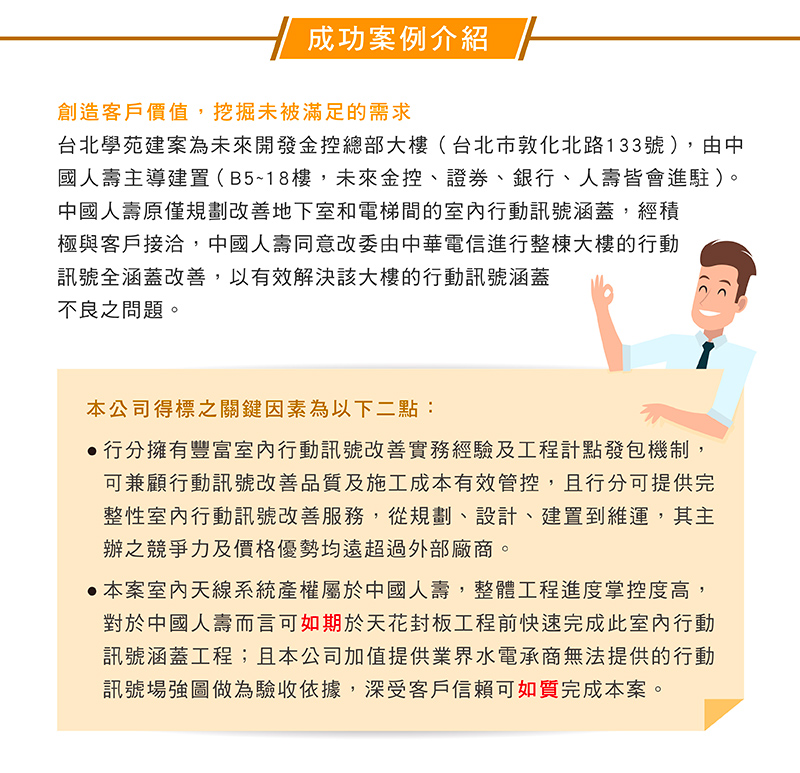 成功案例介紹
創造客戶價值，挖掘未被滿足的需求
台北學苑建案為未來開發金控總部大樓（台北市敦化北路133號），由中
國人壽主導建置（B5~18樓，未來金控、證券、銀行、人壽皆會進駐）。
中國人壽原僅規劃改善地下室和電梯間的室內行動訊號涵蓋，經積
極與客戶接洽，中國人壽同意改委由中華電信進行整棟大樓的行動
訊號全涵蓋改善，以有效解決該大樓的行動訊號涵蓋
不良之問題。
本公司得標之關鍵因素為以下二點：
●行分擁有豐富室內行動訊號改善實務經驗及工程計點發包機制，
可兼顧行動訊號改善品質及施工成本有效管控，且行分可提供完
整性室內行動訊號改善服務，從規劃、設計、建置到維運，其主
辦之競爭力及價格優勢均遠超過外部廠商。
●本案室內天線系統產權屬於中國人壽，整體工程進度掌控度高，
對於中國人壽而言可如期於天花封板工程前快速完成此室內行動
訊號涵蓋工程；且本公司加值提供業界水電承商無法提供的行動
訊號場強圖做為驗收依據，深受客戶信賴可如質完成本案。